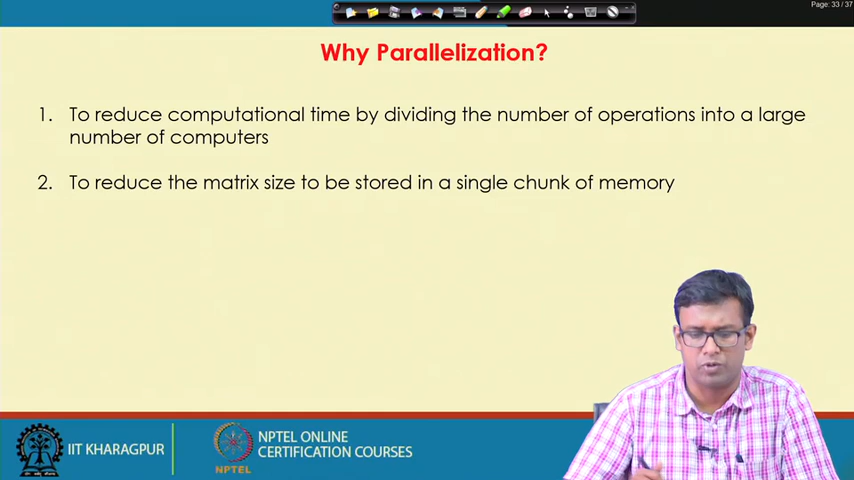 Page: 33 / 37
Why Parallelization?
1. To reduce computational time by dividing the number of operations into a large
number of computers
2. To reduce the matrix size to be stored in a single chunk of memory
IIT KHARAGPUR
NPTEL
NPTEL ONLINE
CERTIFICATION COURSES